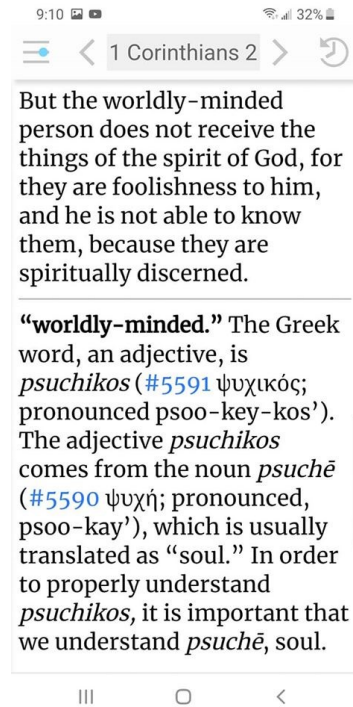 9:10 32%
1 Corinthians 2
But the worldly-minded
person does not receive the
things of the spirit of God, for
they are foolishness to him,
and he is not able to know
them, because they are
spiritually discerned.
“worldly-minded.” The Greek
word, an adjective, is
psuchikos (#5591 ψυχικός;
pronounced psoo-key-kos’).
The adjective psuchikos
comes from the noun psuchē
(#5590 ψυχή; pronounced,
psoo-kay’), which is usually
translated as “soul.” In order
to properly understand
psuchikos, it is important that
we understand psuchē, soul.